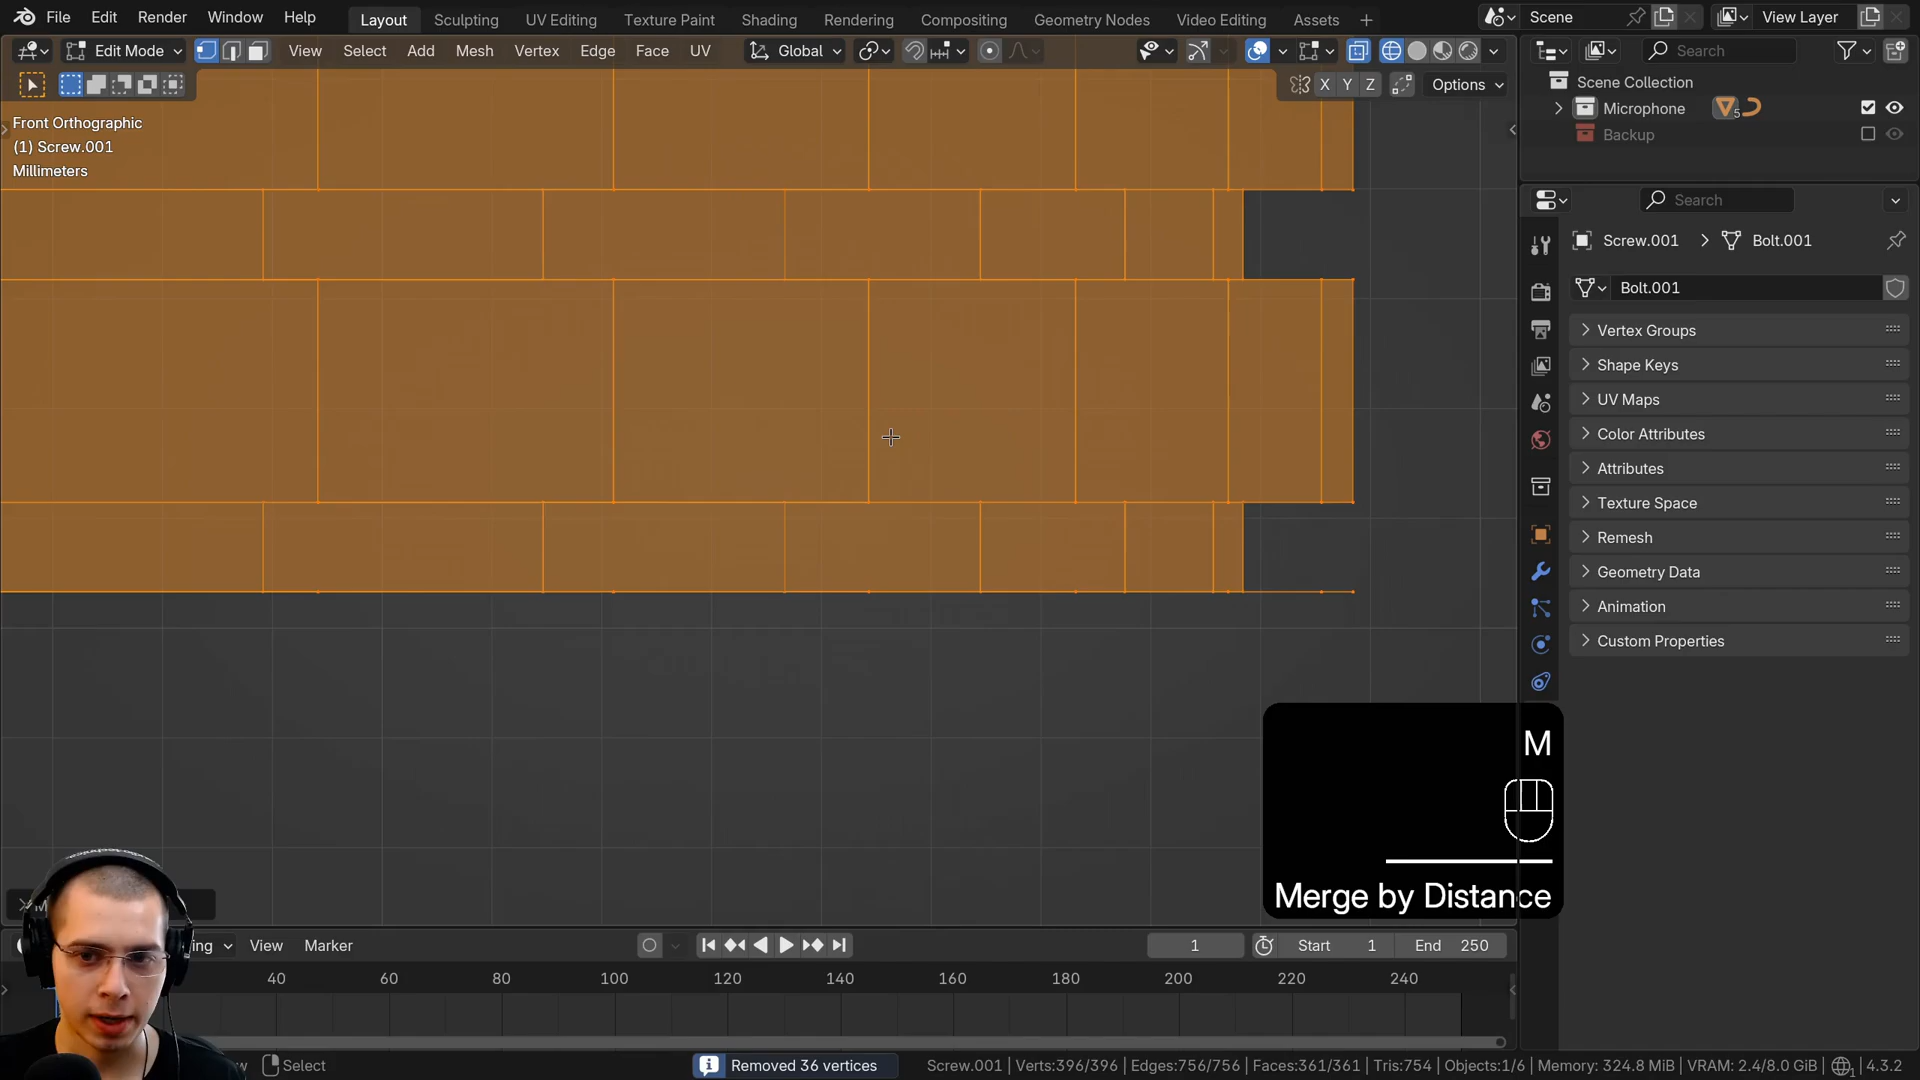 File Edit Render Window Help Layout Sculpting UV Editing Texture Paint Shading Rendering Compositing Geometry Nodes Video Editing Assets + Scene View Layer
Edit Mode View Select Add Mesh Vertex Edge Face UV Global Search
X Y Z Options
Scene Collection
Microphone 5
Backup
Front Orthographic
(1) Screw.001
Millimeters
Search
Screw.001 > Bolt.001
Bolt.001
Vertex Groups
Shape Keys
UV Maps
Color Attributes
Attributes
Texture Space
Remesh
Geometry Data
Animation
Custom Properties
M
Merge by Distance
View Marker 1 Start 1 End 250
40 60 80 100 120 140 160 180 200 220 240
Select Removed 36 vertices Screw.001 | Verts:396/396 | Edges:756/756 | Faces:361/361 | Tris:754 | Objects:1/6 | Memory: 324.8 MiB | VRAM: 2.4/8.0 GiB | 4.3.2